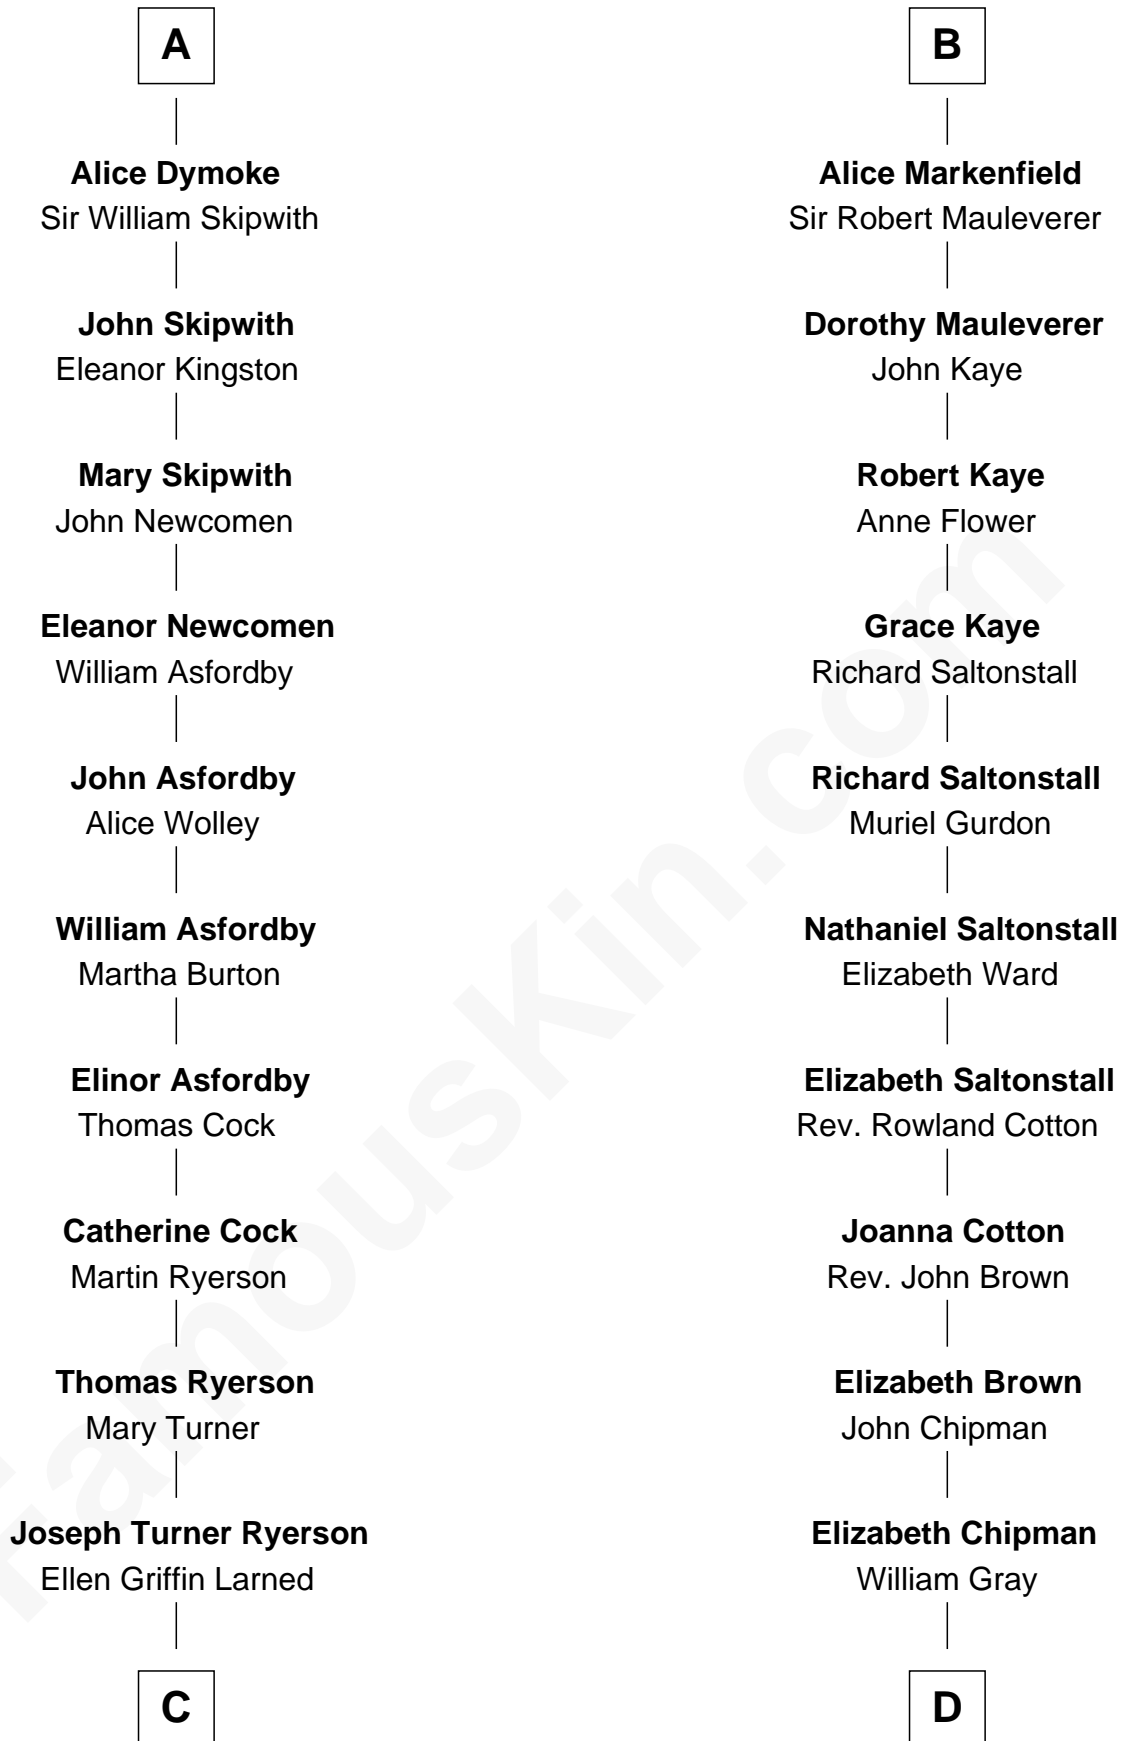 A
Alice Dymoke
Sir William Skipwith
John Skipwith
Eleanor Kingston
Mary Skipwith
John Newcomen
Eleanor Newcomen
William Asfordby
John Asfordby
Alice Wolley
William Asfordby
Martha Burton
Elinor Asfordby
Thomas Cock
Catherine Cock
Martin Ryerson
Thomas Ryerson
Mary Turner
Joseph Turner Ryerson
Ellen Griffin Larned
C
B
Alice Markenfield
Sir Robert Mauleverer
Dorothy Mauleverer
John Kaye
Robert Kaye
Anne Flower
Grace Kaye
Richard Saltonstall
Richard Saltonstall
Muriel Gurdon
Nathaniel Saltonstall
Elizabeth Ward
Elizabeth Saltonstall
Rev. Rowland Cotton
Joanna Cotton
Rev. John Brown
Elizabeth Brown
John Chipman
Elizabeth Chipman
William Gray
D
FamousKin.com